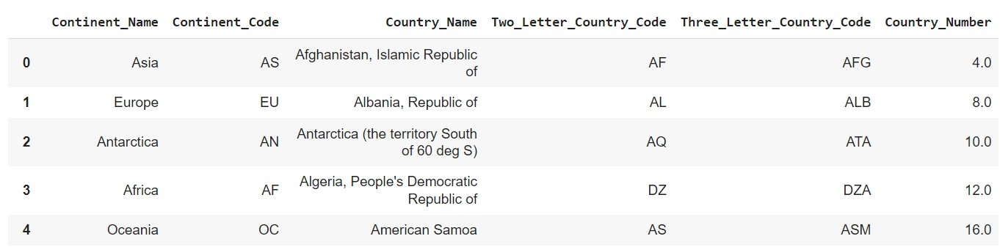 Continent_Name Continent_Code Country_Name Two_Letter_Country_Code Three_Letter_Country_Code Country_Number
0 Asia AS Afghanistan, Islamic Republic of AF AFG 4.0
1 Europe EU Albania, Republic of AL ALB 8.0
2 Antarctica AN Antarctica (the territory South of 60 deg S) AQ ATA 10.0
3 Africa AF Algeria, People's Democratic Republic of DZ DZA 12.0
4 Oceania OC American Samoa AS ASM 16.0